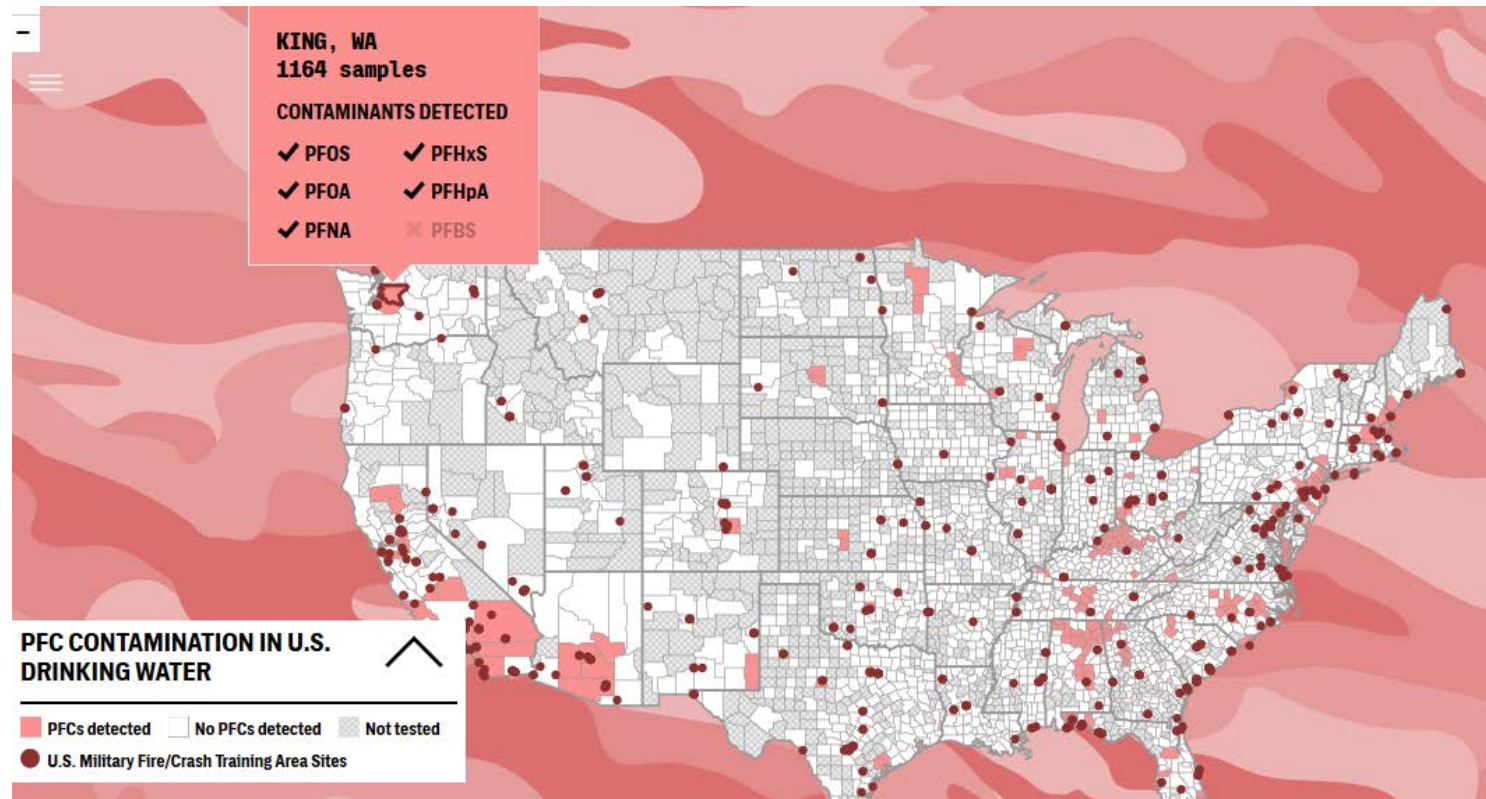 KING, WA
1164 samples
CONTAMINANTS DETECTED
PFOS PFHxS
PFOA PFHpA
PFNA PFBS
PFC CONTAMINATION IN U.S.
DRINKING WATER
PFCs detected No PFCs detected Not tested
U.S. Military Fire/Crash Training Area Sites